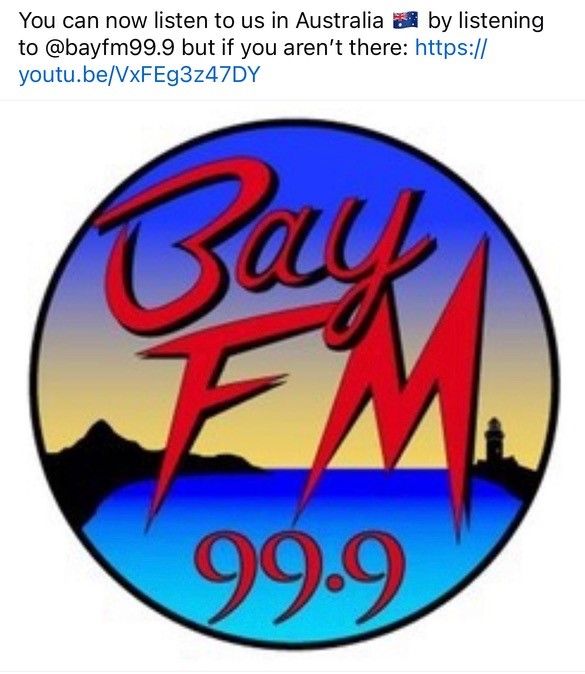 You can now listen to us in Australia 🇦🇺 by listening
to @bayfm99.9 but if you aren’t there: https://
youtu.be/VxFEg3z47DY
Bay
FM
99.9